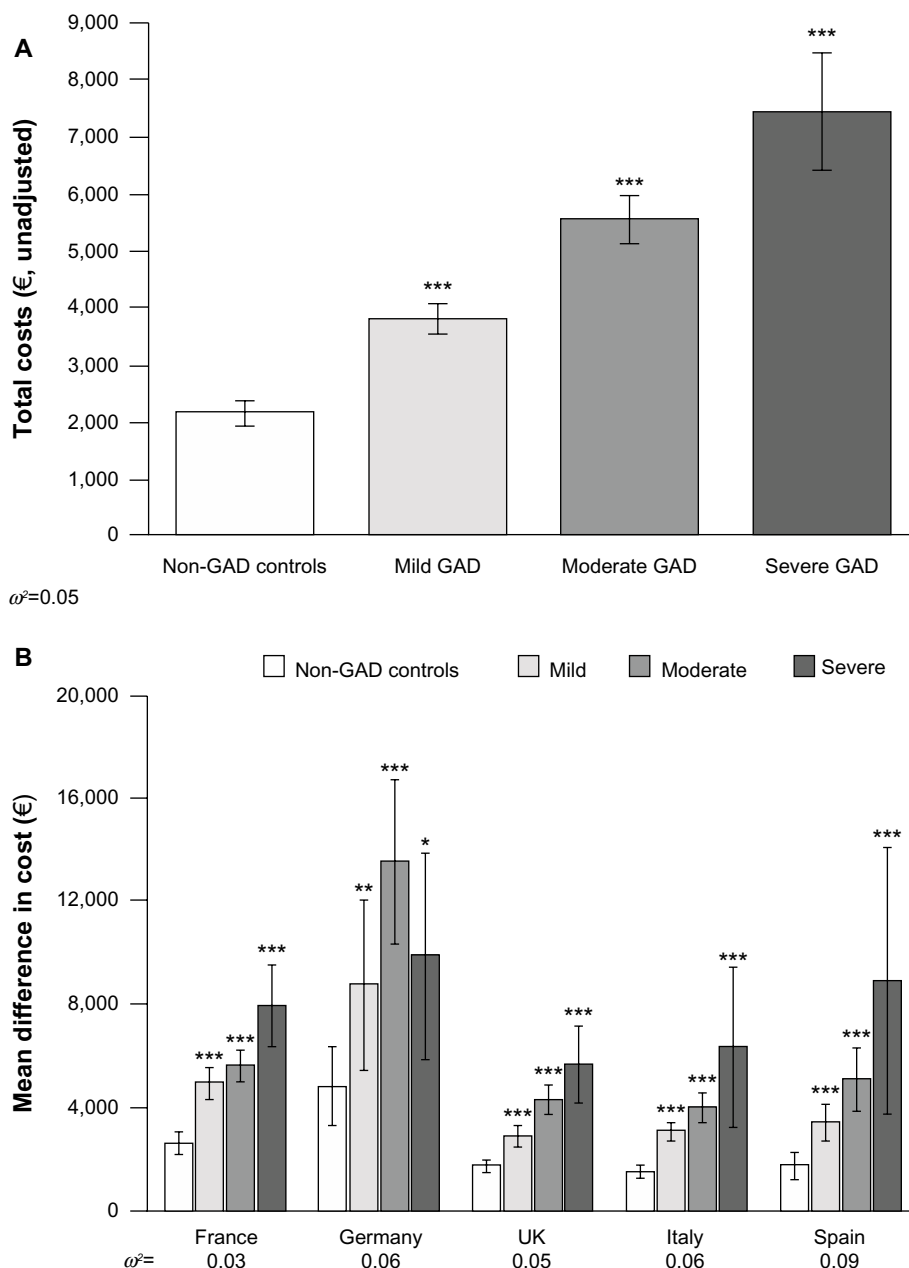 A
Total costs (€, unadjusted)
9,000
8,000
7,000
6,000
5,000
4,000
3,000
2,000
1,000
0
***
***
***
Non-GAD controls Mild GAD Moderate GAD Severe GAD
ω²=0.05
B
Non-GAD controls Mild Moderate Severe
Mean difference in cost (€)
20,000
16,000
12,000
8,000
4,000
0
*** *** ***
** *** *
*** *** ***
*** *** ***
*** *** ***
France Germany UK Italy Spain
ω²= 0.03 0.06 0.05 0.06 0.09